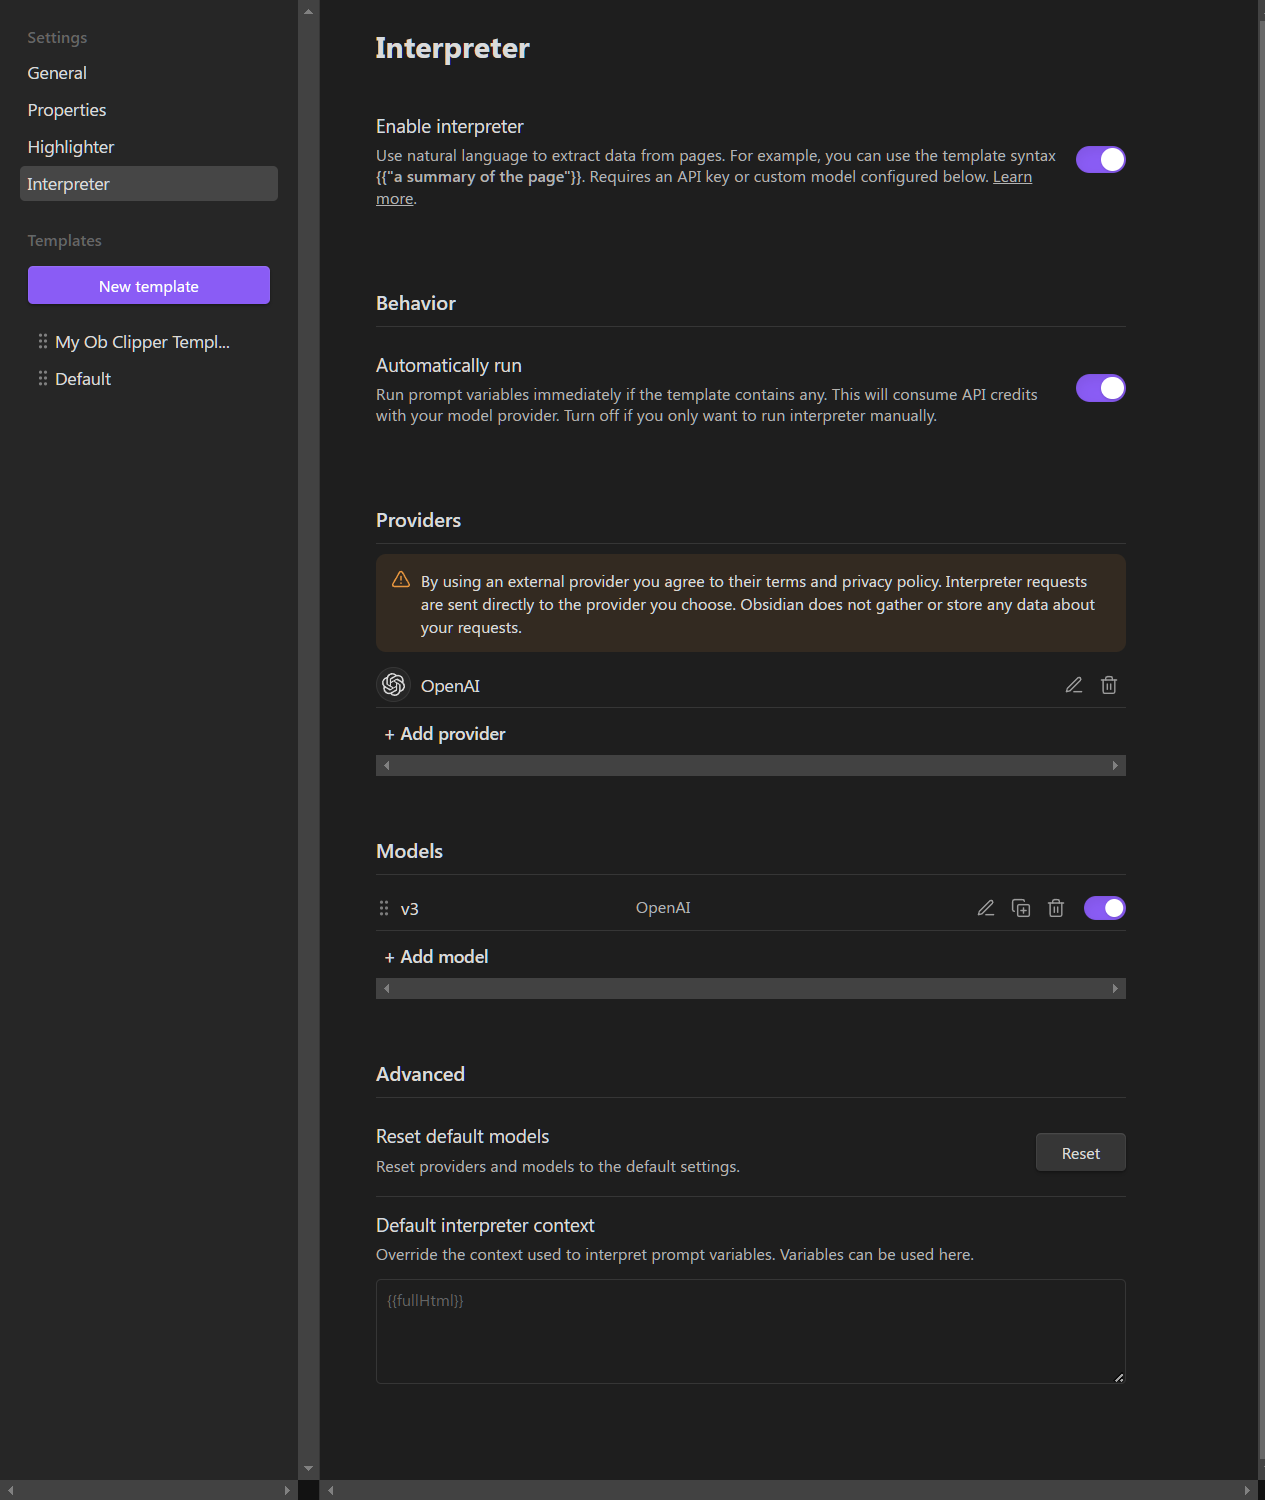 Settings
General
Properties
Highlighter
Interpreter
Templates
New template
My Ob Clipper Templ...
Default
Interpreter
Enable interpreter
Use natural language to extract data from pages. For example, you can use the template syntax
{{"a summary of the page"}}. Requires an API key or custom model configured below. Learn
more.
Behavior
Automatically run
Run prompt variables immediately if the template contains any. This will consume API credits
with your model provider. Turn off if you only want to run interpreter manually.
Providers
By using an external provider you agree to their terms and privacy policy. Interpreter requests
are sent directly to the provider you choose. Obsidian does not gather or store any data about
your requests.
OpenAI
+ Add provider
Models
v3 OpenAI
+ Add model
Advanced
Reset default models
Reset providers and models to the default settings.
Reset
Default interpreter context
Override the context used to interpret prompt variables. Variables can be used here.
{{fullHtml}}